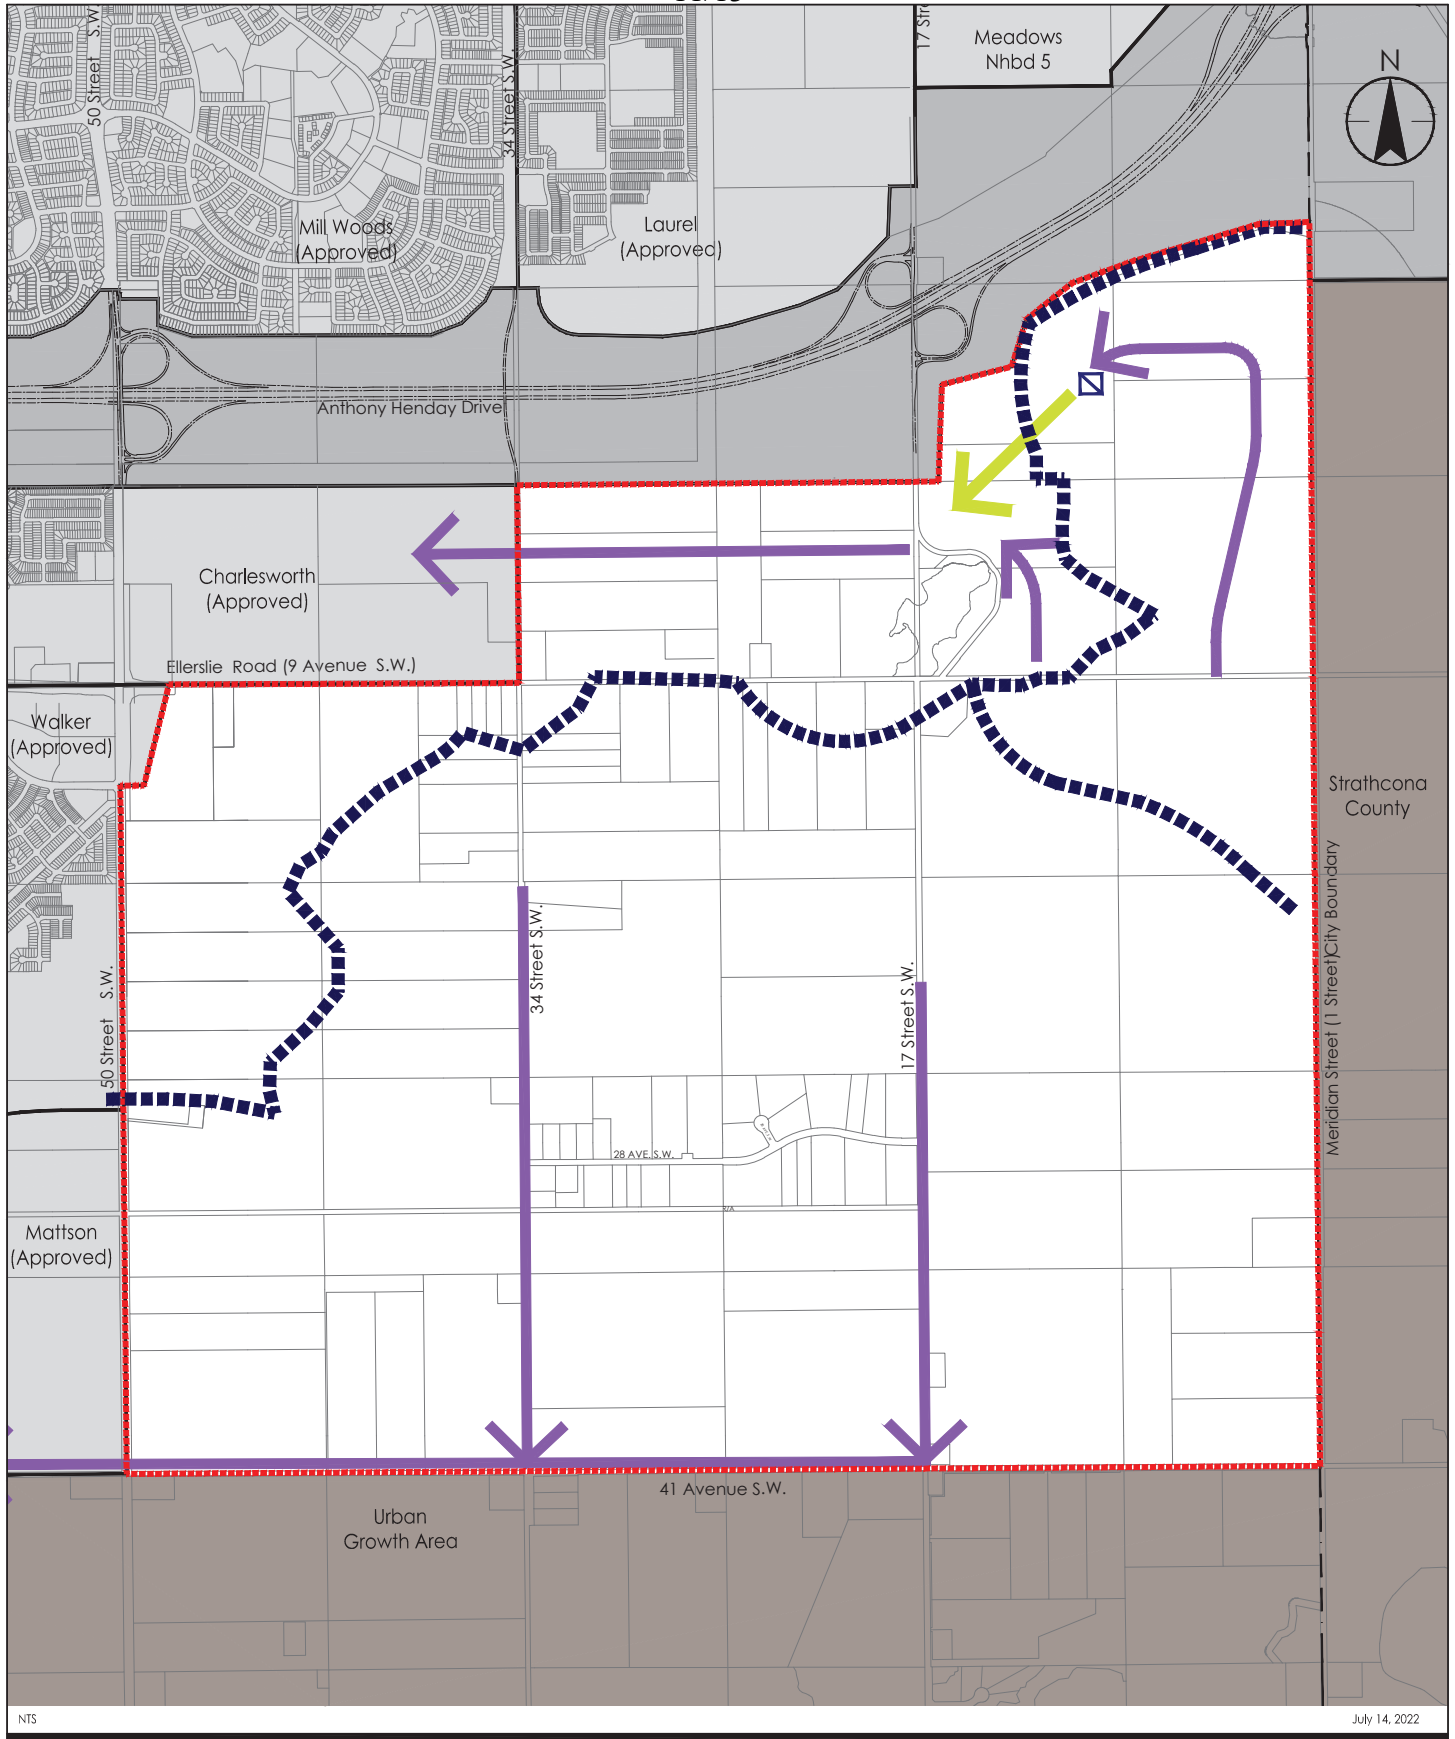 50 Street S.W.
34 Street S.W.
Meadows
Nhbd 5
N
Mill Woods
(Approved)
Laurel
(Approved)
Anthony Henday Drive
Charlesworth
(Approved)
Ellerslie Road (9 Avenue S.W.)
Walker
(Approved)
Strathcona
County
Meridian Street (1 Street)City Boundary
34 Street S.W.
17 Street S.W.
50 Street S.W.
28 AVE. S.W.
Mattson
(Approved)
41 Avenue S.W.
Urban
Growth Area
NTS
July 14, 2022